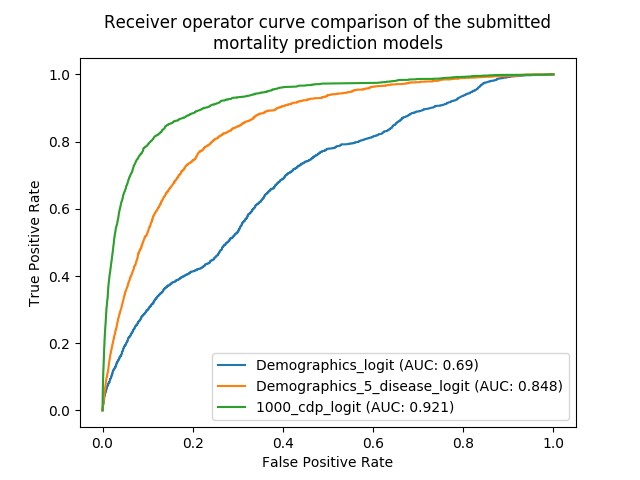 Receiver operator curve comparison of the submitted
mortality prediction models
1.0
0.8
0.6
0.4
0.2
0.0
True Positive Rate
Demographics_logit (AUC: 0.69)
Demographics_5_disease_logit (AUC: 0.848)
1000_cdp_logit (AUC: 0.921)
0.0 0.2 0.4 0.6 0.8 1.0
False Positive Rate